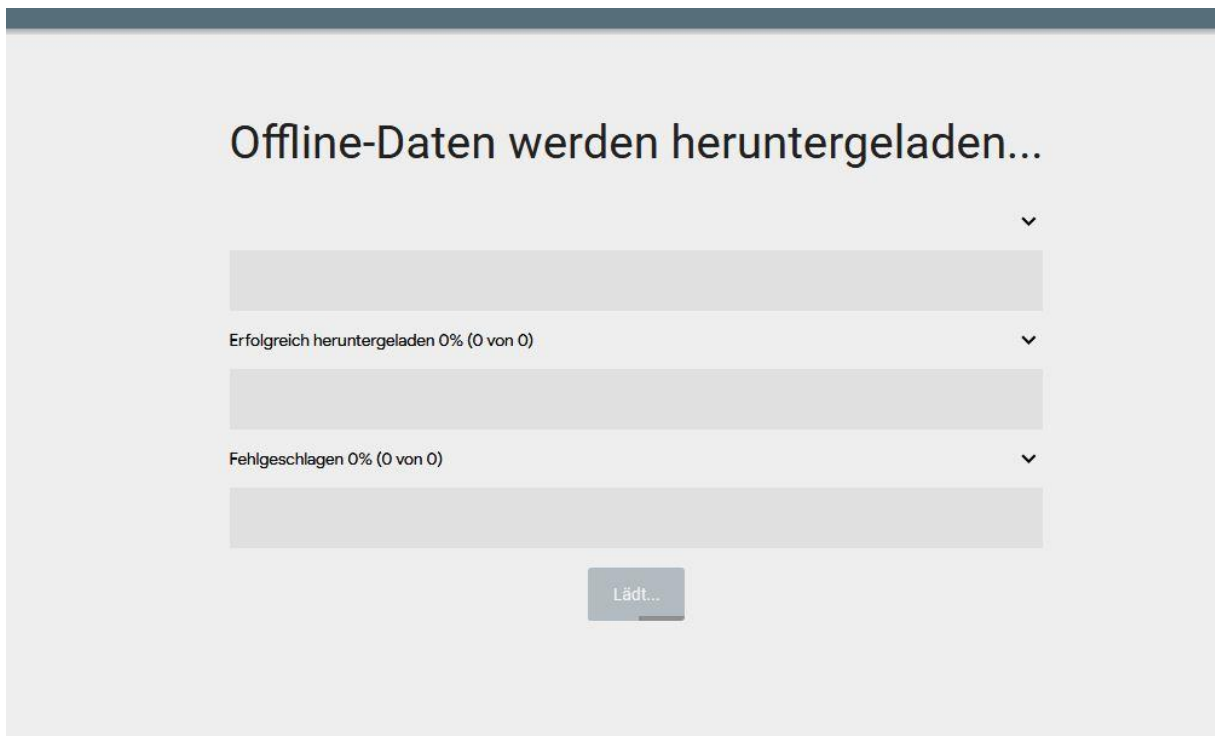 Offline-Daten werden heruntergeladen...
Erfolgreich heruntergeladen 0% (0 von 0)
Fehlgeschlagen 0% (0 von 0)
Lädt...